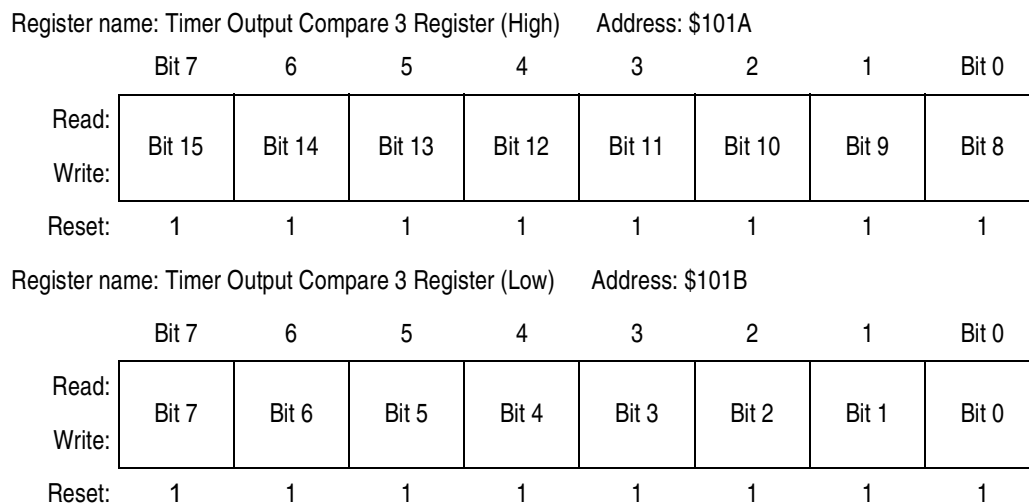 Register name: Timer Output Compare 3 Register (High) Address: $101A
Bit 7 6 5 4 3 2 1 Bit 0
Read:
Bit 15 Bit 14 Bit 13 Bit 12 Bit 11 Bit 10 Bit 9 Bit 8
Write:
Reset: 1 1 1 1 1 1 1 1
Register name: Timer Output Compare 3 Register (Low) Address: $101B
Bit 7 6 5 4 3 2 1 Bit 0
Read:
Bit 7 Bit 6 Bit 5 Bit 4 Bit 3 Bit 2 Bit 1 Bit 0
Write:
Reset: 1 1 1 1 1 1 1 1